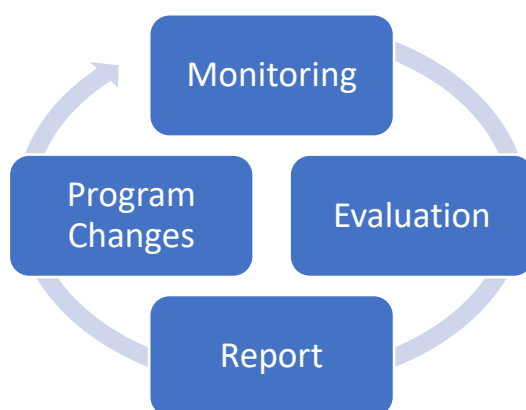 Monitoring
Evaluation
Report
Program
Changes